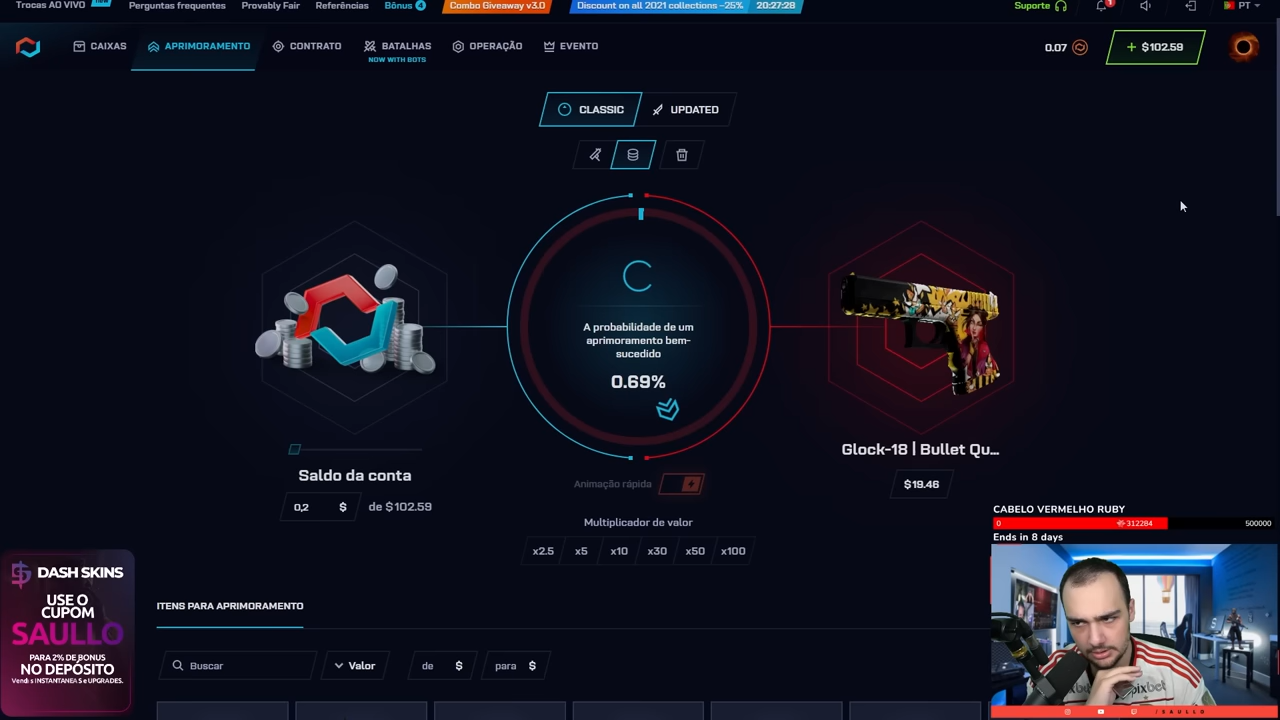 Trocas AO VIVO
Perguntas frequentes
Provably Fair
Referências
Bônus 4
Combo Giveaway v3.0
Discount on all 2021 collections -25% 20:27:28
Suporte
1
PT
CAIXAS
APRIMORAMENTO
CONTRATO
BATALHAS
NOW WITH BOTS
OPERAÇÃO
EVENTO
0.07
+ $102.59
CLASSIC
UPDATED
A probabilidade de um
aprimoramento bem-
sucedido
0.69%
Saldo da conta
0,2 $ de $102.59
Glock-18 | Bullet Qu...
$19.46
Animação rápida
Multiplicador de valor
x2.5 x5 x10 x30 x50 x100
ITENS PARA APRIMORAMENTO
Buscar
Valor
de $
para $
DASH SKINS
USE O
CUPOM
SAULLO
PARA 2% DE BONUS
NO DEPÓSITO
CABELO VERMELHO RUBY
0 312284 500000
Ends in 8 days
pixbet
/SAULLO